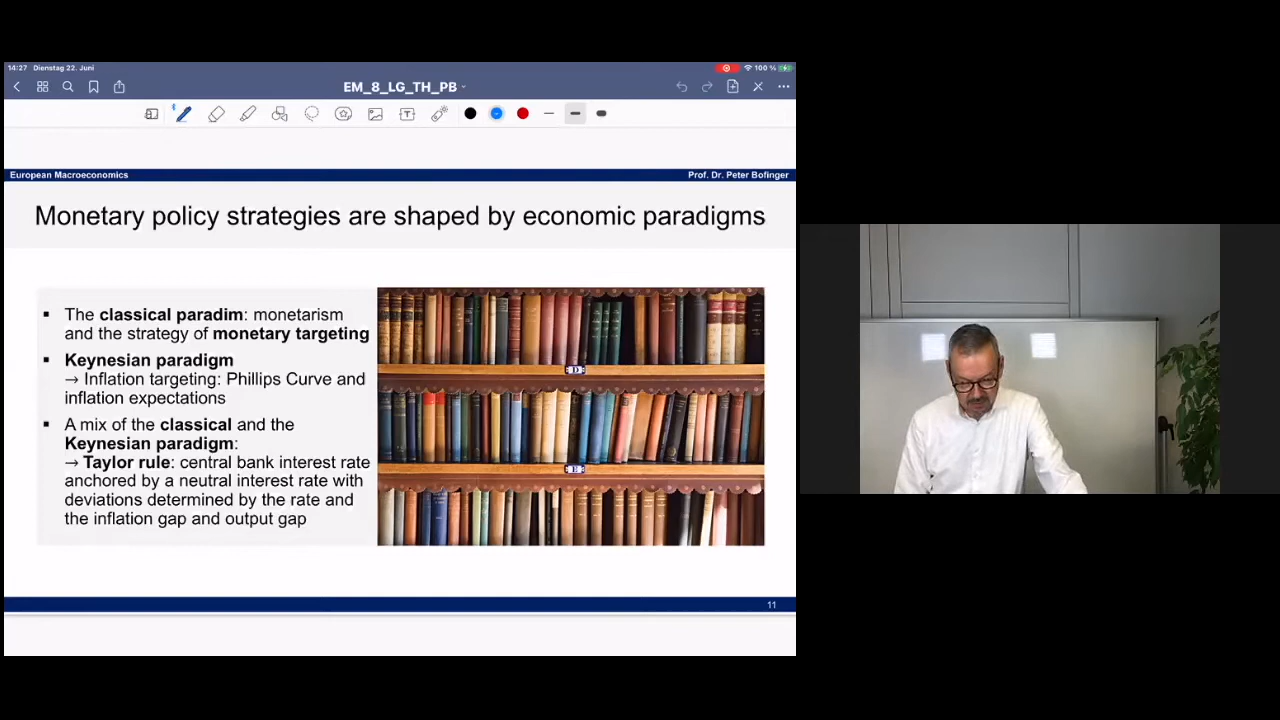 14:27 Dienstag 22. Juni
100 %
EM_8_LG_TH_PB
European Macroeconomics
Prof. Dr. Peter Bofinger
Monetary policy strategies are shaped by economic paradigms
▪ The classical paradim: monetarism
and the strategy of monetary targeting
▪ Keynesian paradigm
→ Inflation targeting: Phillips Curve and
inflation expectations
▪ A mix of the classical and the
Keynesian paradigm:
→ Taylor rule: central bank interest rate
anchored by a neutral interest rate with
deviations determined by the rate and
the inflation gap and output gap
D
E
11